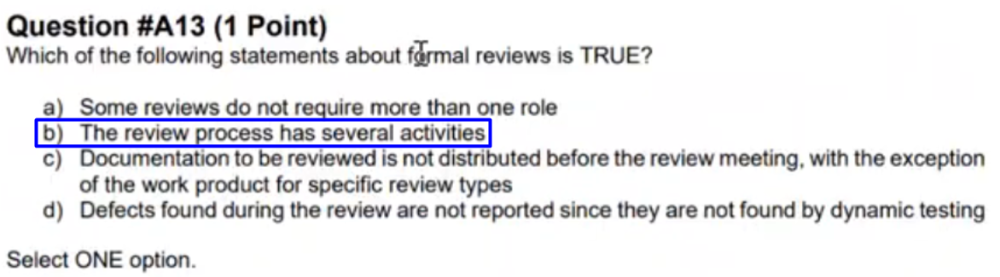 Question #A13 (1 Point)
Which of the following statements about formal reviews is TRUE?
a) Some reviews do not require more than one role
b) The review process has several activities
c) Documentation to be reviewed is not distributed before the review meeting, with the exception
of the work product for specific review types
d) Defects found during the review are not reported since they are not found by dynamic testing
Select ONE option.